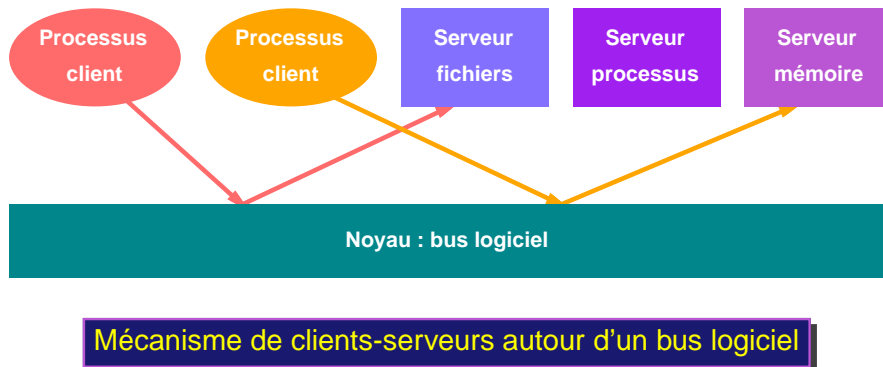 Processus
client
Processus
client
Serveur
fichiers
Serveur
processus
Serveur
mémoire
Noyau : bus logiciel
Mécanisme de clients-serveurs autour d'un bus logiciel